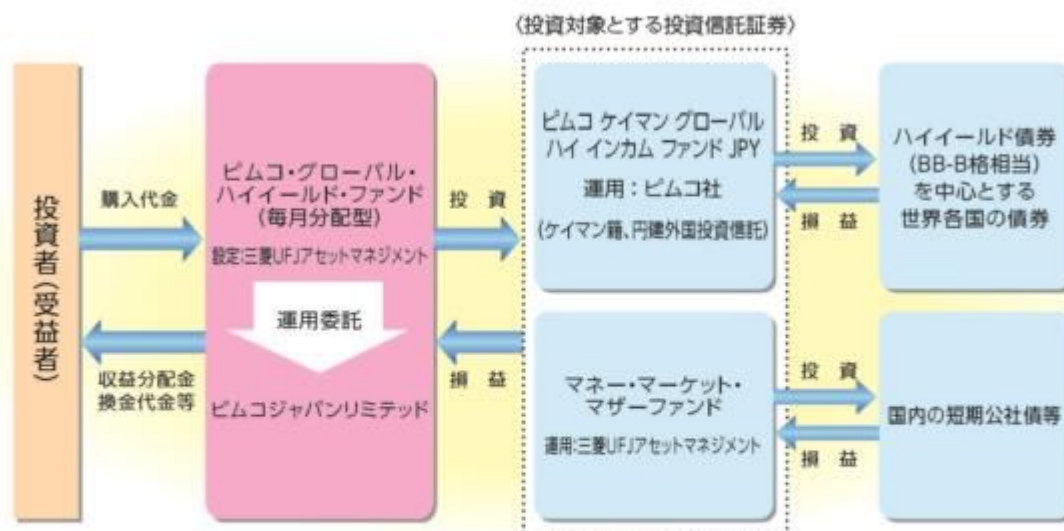 〈投資対象とする投資信託証券〉
投資者(受益者)
購入代金
収益分配金
換金代金等
ピムコ・グローバル・
ハイイールド・ファンド
(毎月分配型)
設定:三菱UFJアセットマネジメント
運用委託
ピムコジャパンリミテッド
投 資
損 益
ピムコ ケイマン グローバル
ハイ インカム ファンド JPY
運用:ピムコ社
(ケイマン籍、円建外国投資信託)
投 資
損 益
ハイイールド債券
(BB-B格相当)
を中心とする
世界各国の債券
マネー・マーケット・
マザーファンド
運用:三菱UFJアセットマネジメント
投 資
損 益
国内の短期公社債等